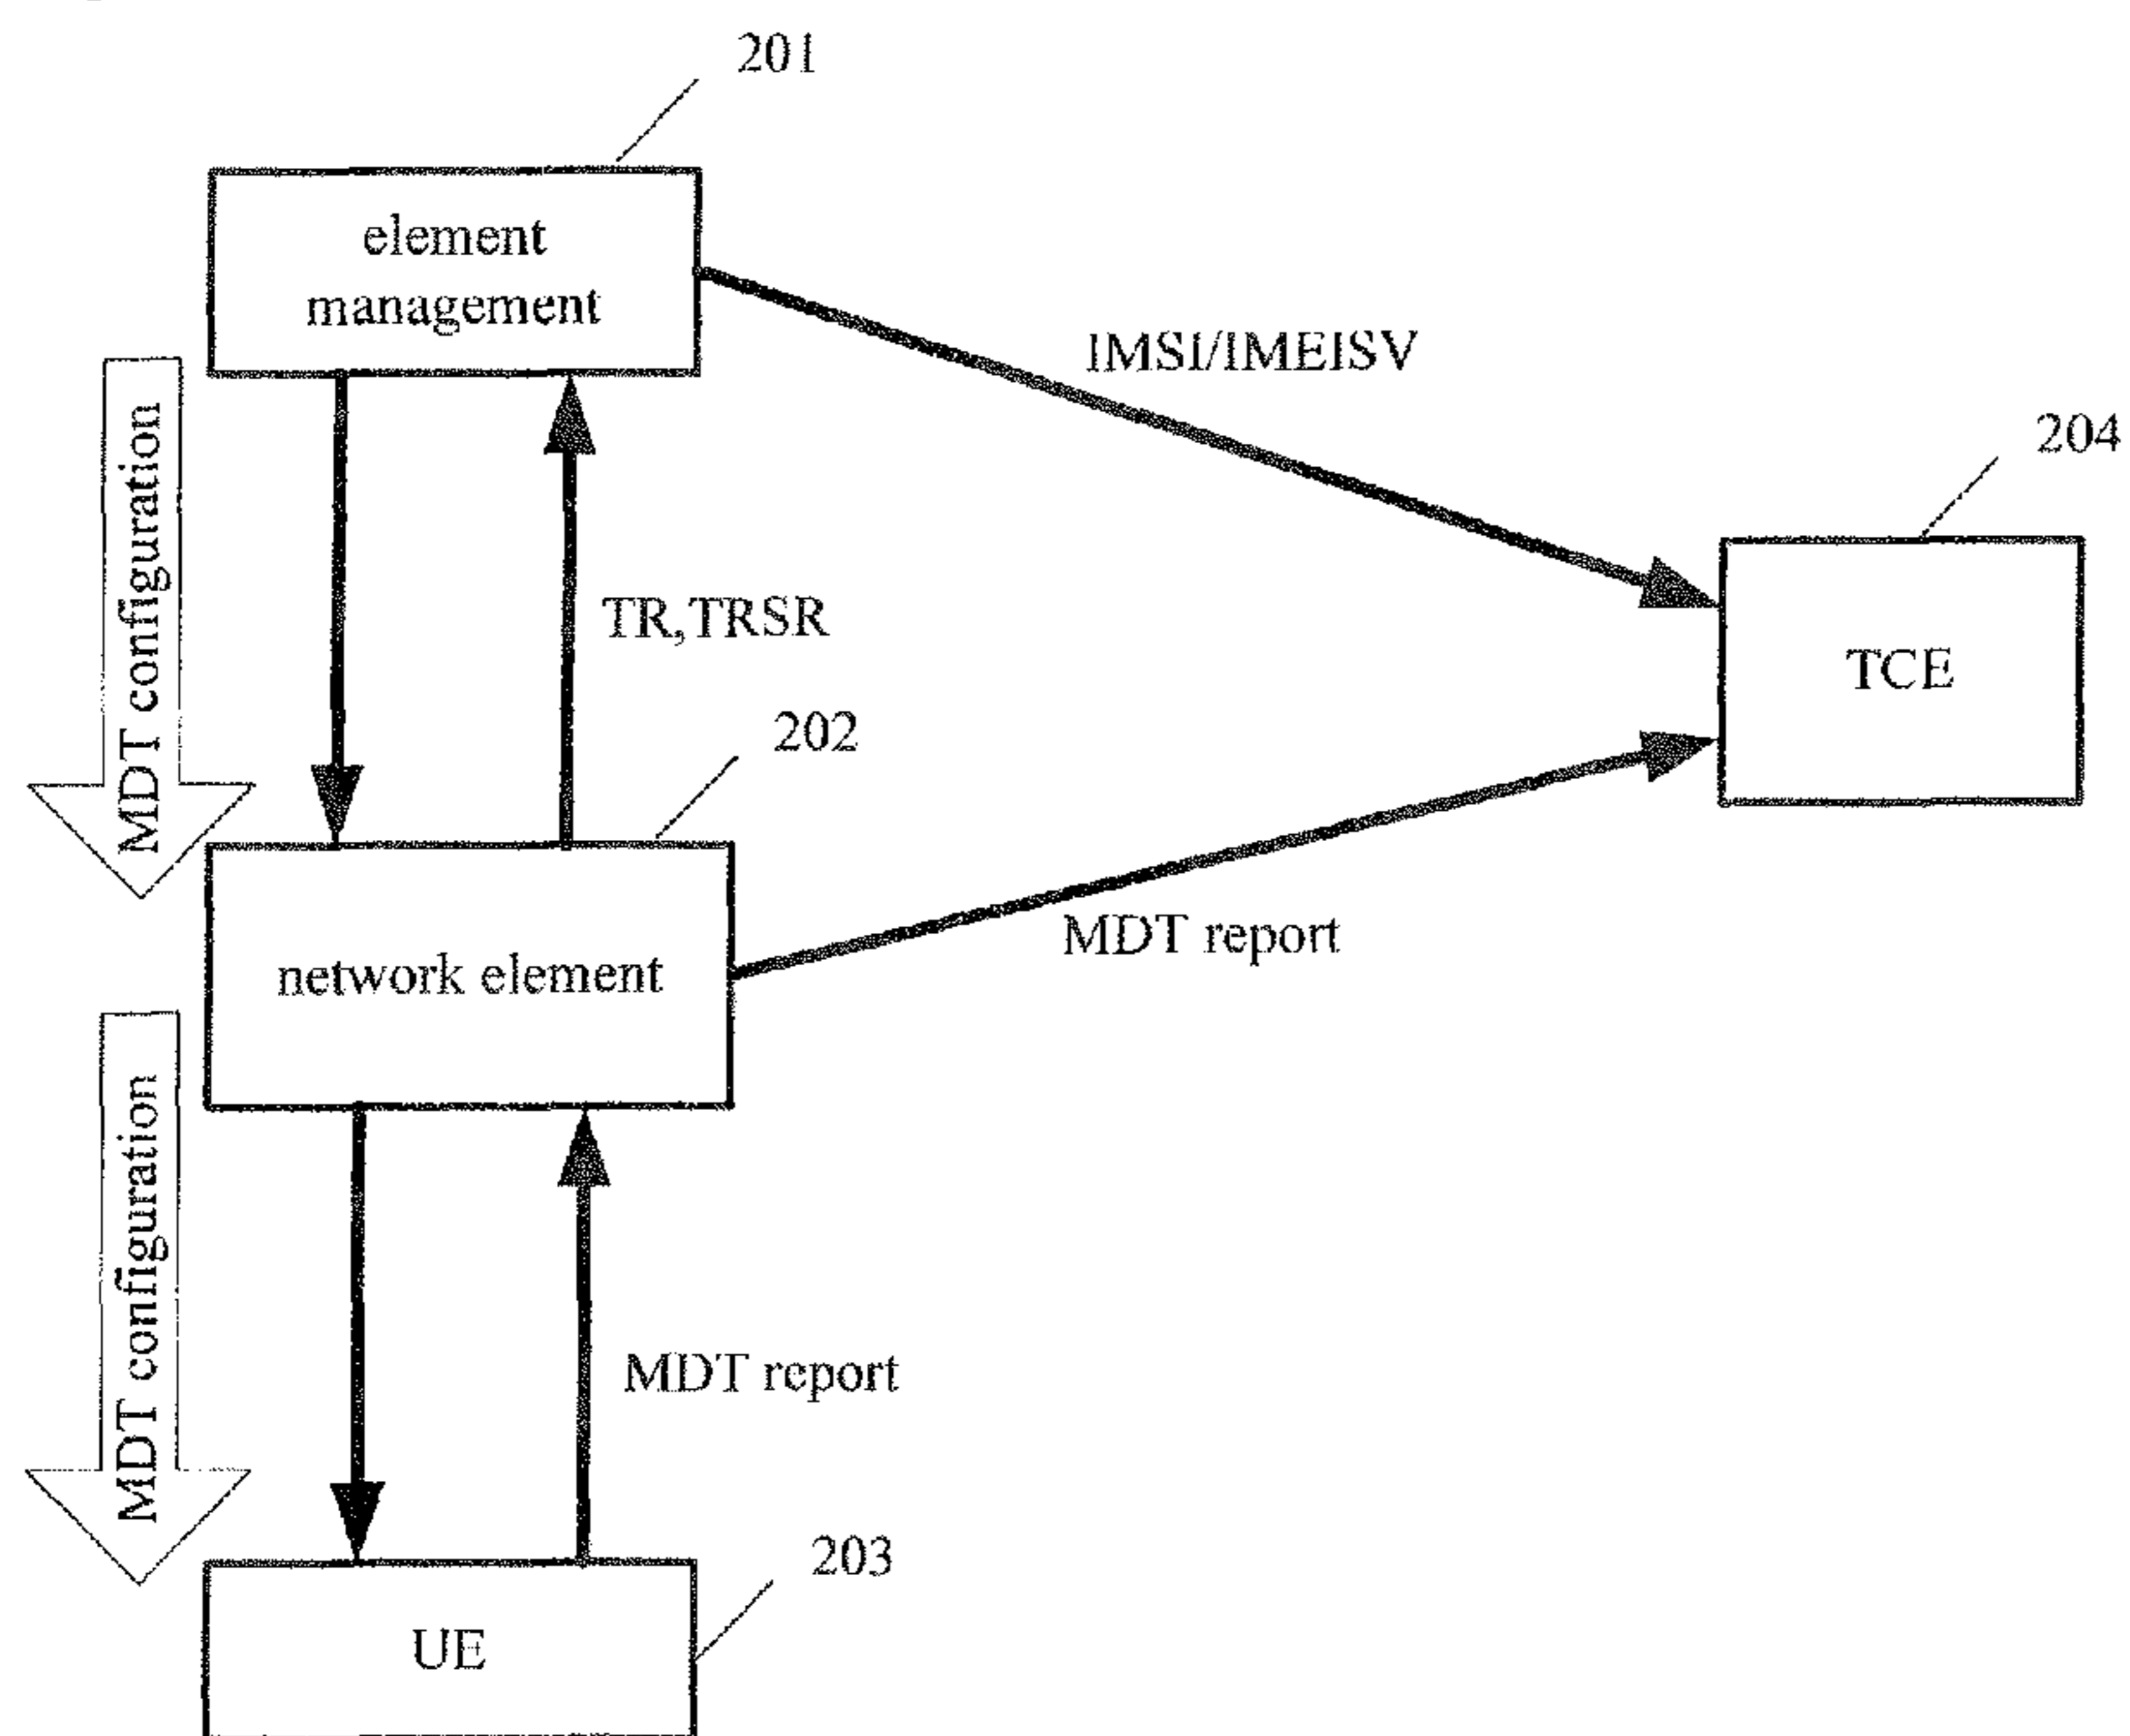 201
element
management
IMSI/IMEISV
204
MDT configuration
TR,TRSR
TCE
202
network element
MDT report
MDT configuration
MDT report
203
UE